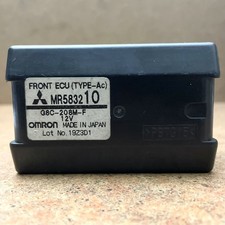 FRONT ECU (TYPE-Ac)
MR583210
G8C-208M-F
12V
OMRON MADE IN JAPAN
Lot No. 19Z3D1